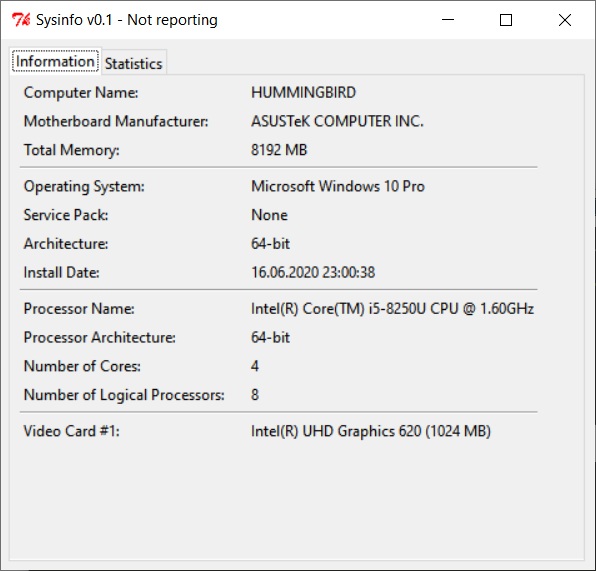 Sysinfo v0.1 - Not reporting
Information Statistics
Computer Name: HUMMINGBIRD
Motherboard Manufacturer: ASUSTeK COMPUTER INC.
Total Memory: 8192 MB
Operating System: Microsoft Windows 10 Pro
Service Pack: None
Architecture: 64-bit
Install Date: 16.06.2020 23:00:38
Processor Name: Intel(R) Core(TM) i5-8250U CPU @ 1.60GHz
Processor Architecture: 64-bit
Number of Cores: 4
Number of Logical Processors: 8
Video Card #1: Intel(R) UHD Graphics 620 (1024 MB)